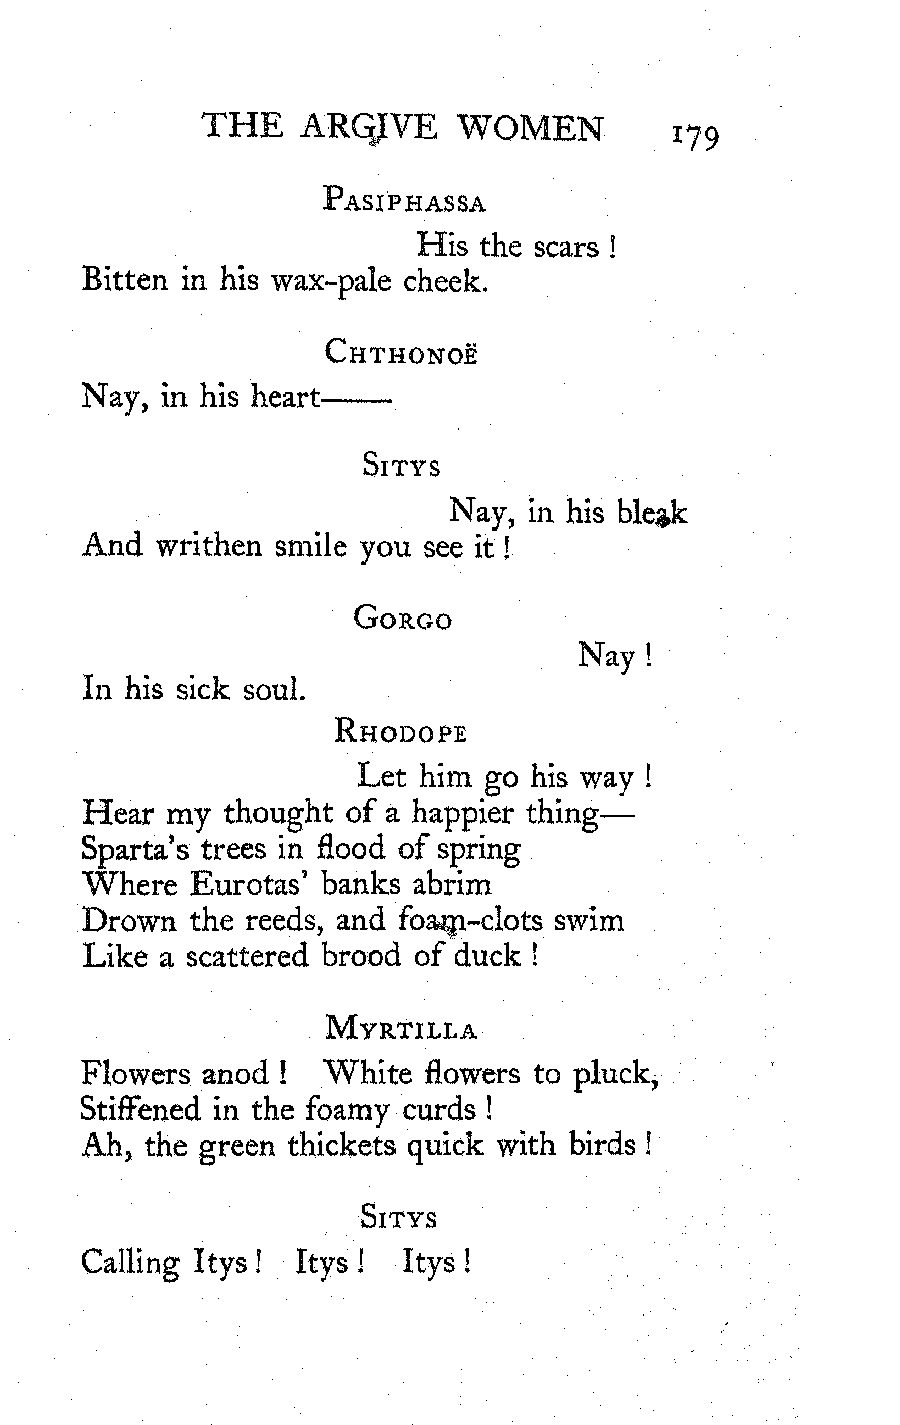 THE ARGIVE WOMEN 179
PASIPHASSA
His the scars !
Bitten in his wax-pale cheek.
CHTHONOË
Nay, in his heart——
SITYS
Nay, in his bleak
And writhen smile you see it !
GORGO
Nay !
In his sick soul.
RHODOPE
Let him go his way !
Hear my thought of a happier thing—
Sparta's trees in flood of spring
Where Eurotas' banks abrim
Drown the reeds, and foam-clots swim
Like a scattered brood of duck !
MYRTILLA
Flowers anod ! White flowers to pluck,
Stiffened in the foamy curds !
Ah, the green thickets quick with birds !
SITYS
Calling Itys ! Itys ! Itys !